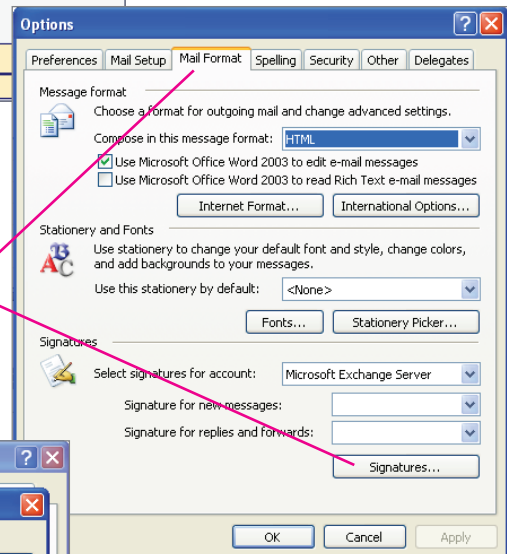 Options
Preferences Mail Setup Mail Format Spelling Security Other Delegates
Message format
Choose a format for outgoing mail and change advanced settings.
Compose in this message format: HTML
Use Microsoft Office Word 2003 to edit e-mail messages
Use Microsoft Office Word 2003 to read Rich Text e-mail messages
Internet Format... International Options...
Stationery and Fonts
Use stationery to change your default font and style, change colors,
and add backgrounds to your messages.
Use this stationery by default: <None>
Fonts... Stationery Picker...
Signatures
Select signatures for account: Microsoft Exchange Server
Signature for new messages:
Signature for replies and forwards:
Signatures...
OK Cancel Apply